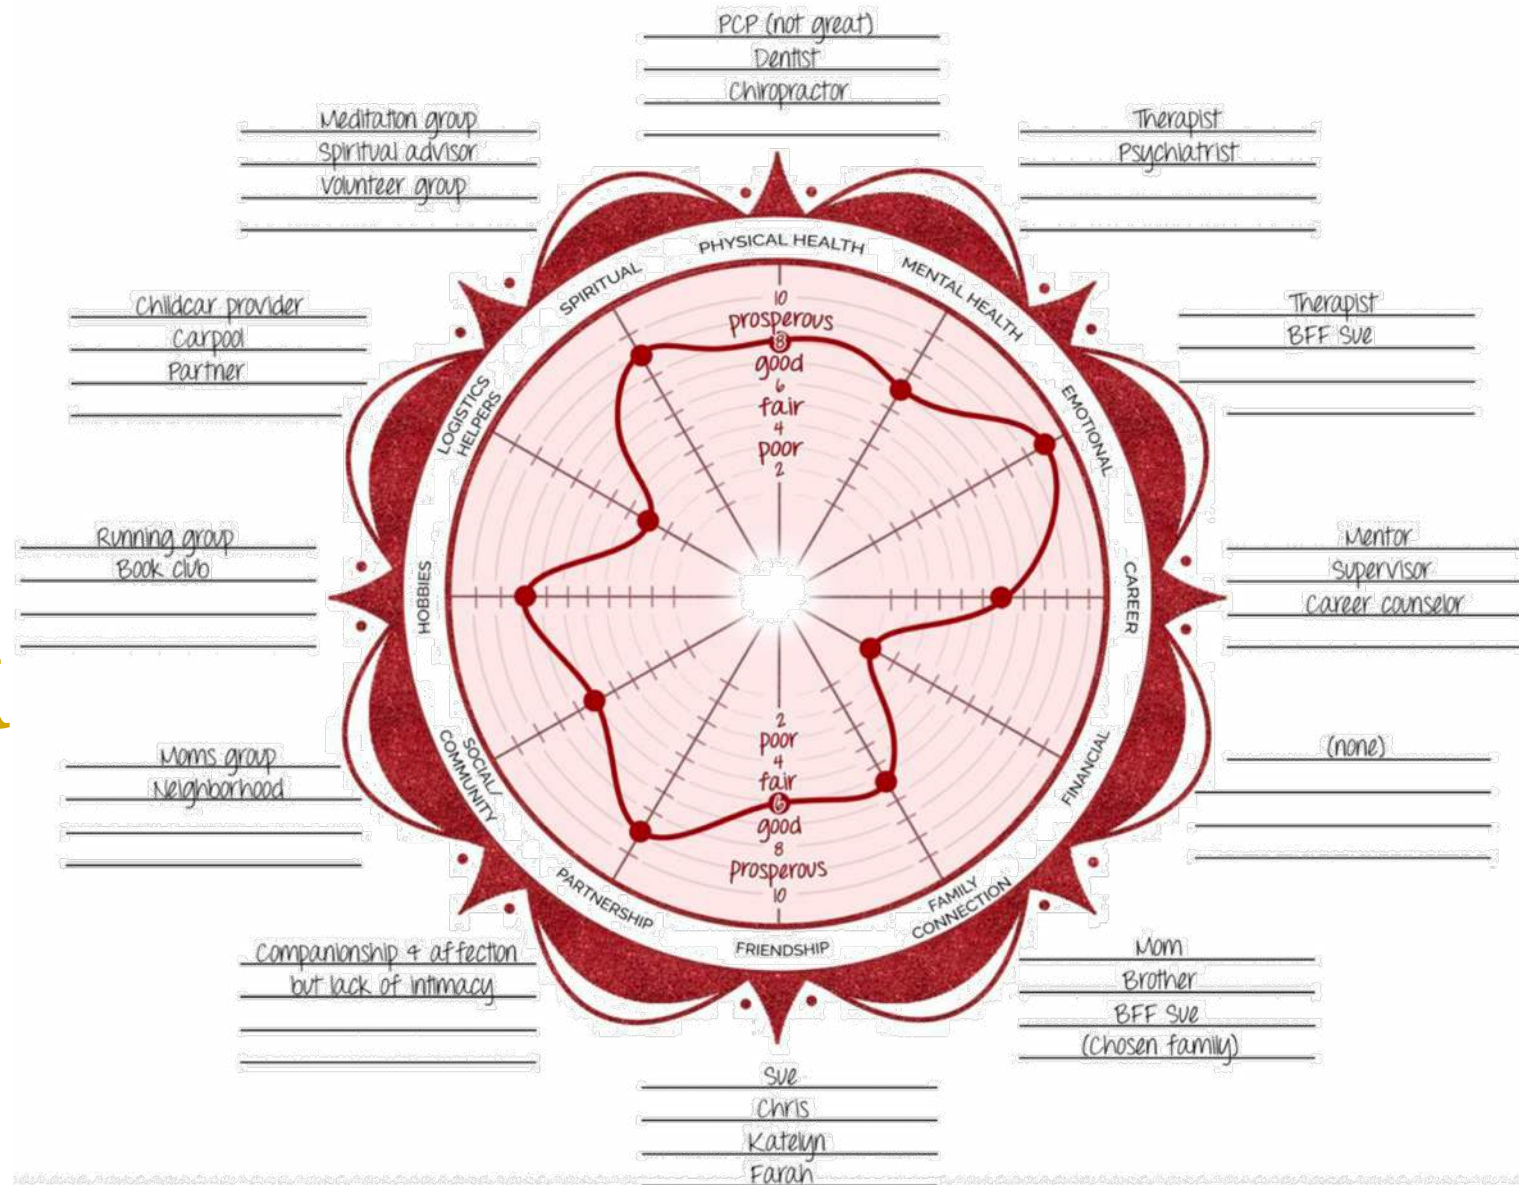 PCP (not great)
Dentist
Chiropractor
Meditation group
Spiritual advisor
Volunteer group
Therapist
Psychiatrist
Childcar provider
Carpool
Partner
Therapist
BFF Sue
Running group
Book club
Mentor
Supervisor
Career counselor
Moms group
Neighborhood
(none)
Companionship & affection
but lack of intimacy
Mom
Brother
BFF Sue
(Chosen family)
Sue
Chris
Katelyn
Farah
PHYSICAL HEALTH
MENTAL HEALTH
EMOTIONAL
CAREER
FINANCIAL
FAMILY
CONNECTION
FRIENDSHIP
PARTNERSHIP
SOCIAL/
COMMUNITY
HOBBIES
LOGISTICS
HELPERS
SPIRITUAL
10
prosperous
8
good
6
fair
4
poor
2
2
poor
4
fair
6
good
8
prosperous
10